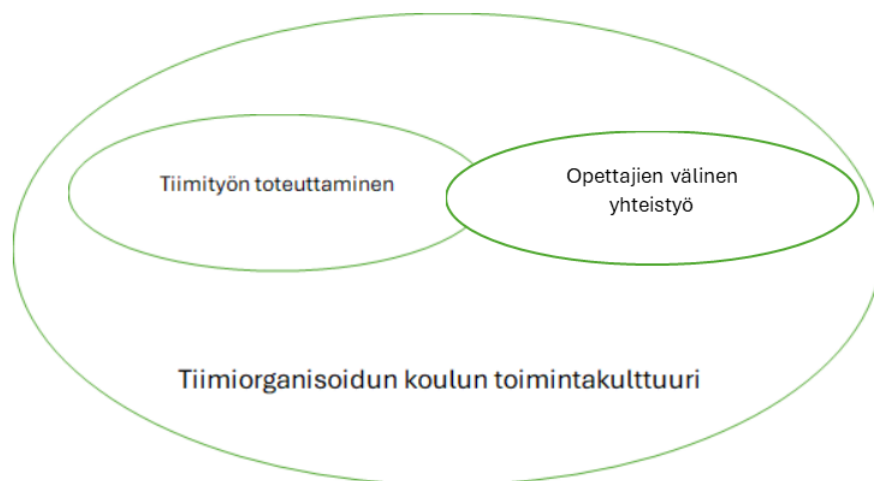 Tiimityön toteuttaminen
Opettajien välinen
yhteistyö
Tiimiorganisoidun koulun toimintakulttuuri